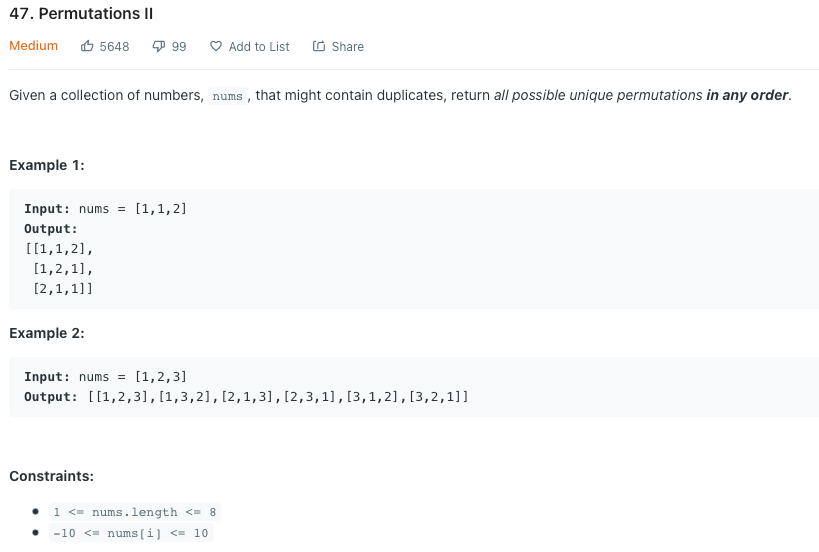 47. Permutations II
Medium 5648 99 Add to List Share
Given a collection of numbers, nums , that might contain duplicates, return all possible unique permutations in any order.
Example 1:
Input: nums = [1,1,2]
Output:
[[1,1,2],
 [1,2,1],
 [2,1,1]]
Example 2:
Input: nums = [1,2,3]
Output: [[1,2,3],[1,3,2],[2,1,3],[2,3,1],[3,1,2],[3,2,1]]
Constraints:
• 1 <= nums.length <= 8
• -10 <= nums[i] <= 10